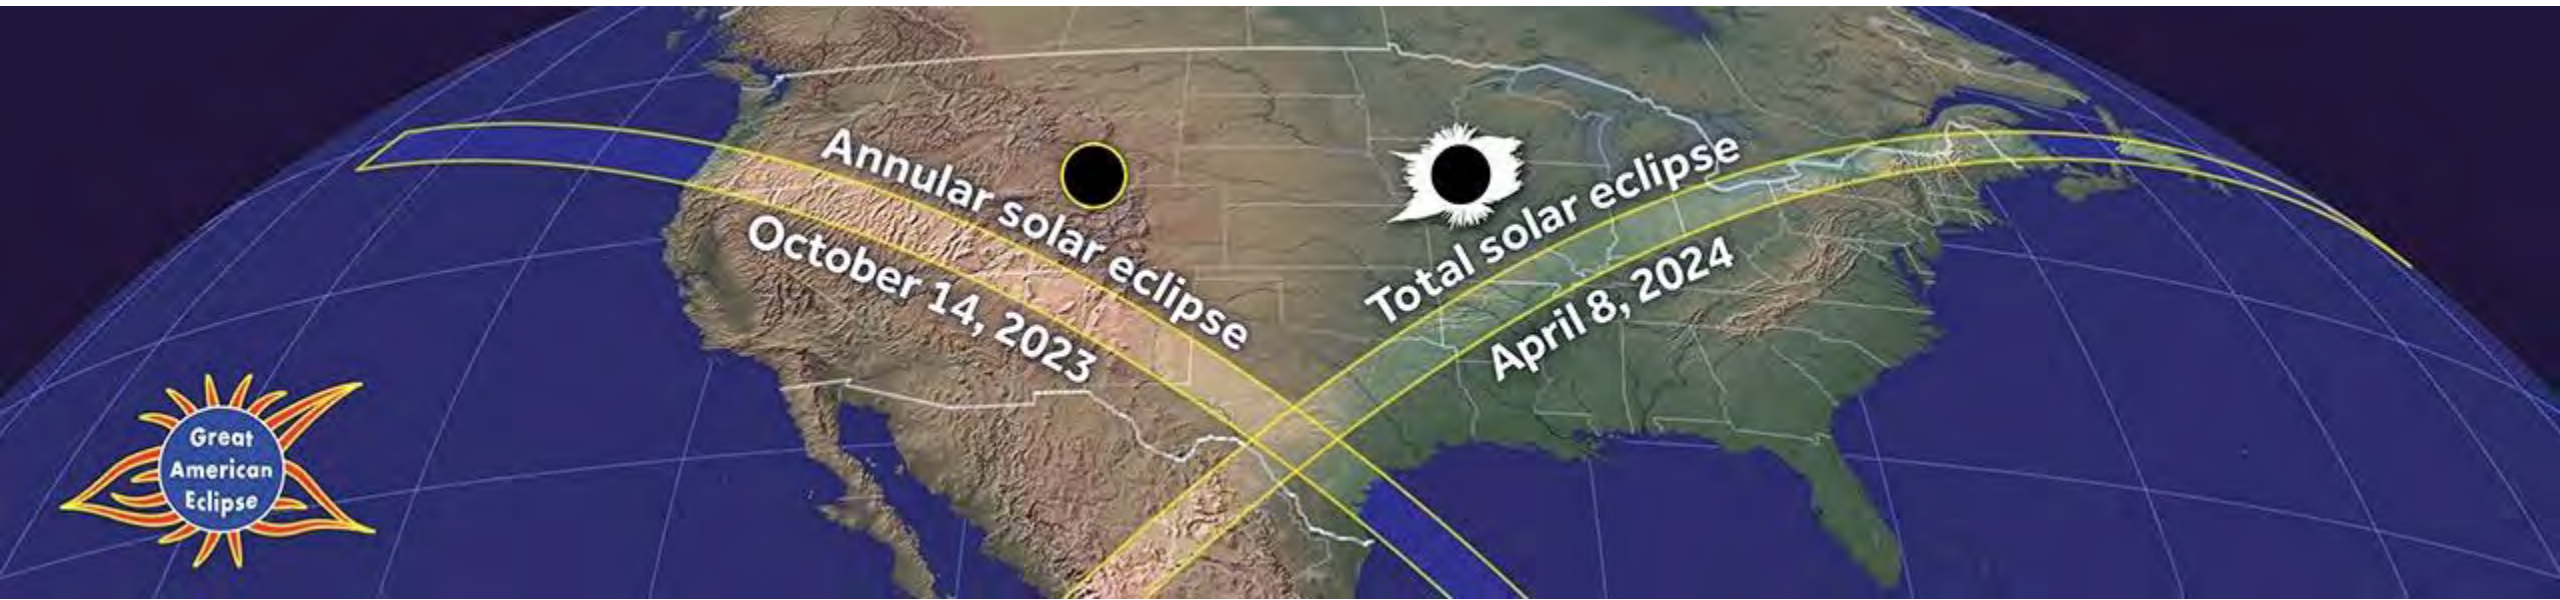 Annular solar eclipse
October 14, 2023
Total solar eclipse
April 8, 2024
Great
American
Eclipse